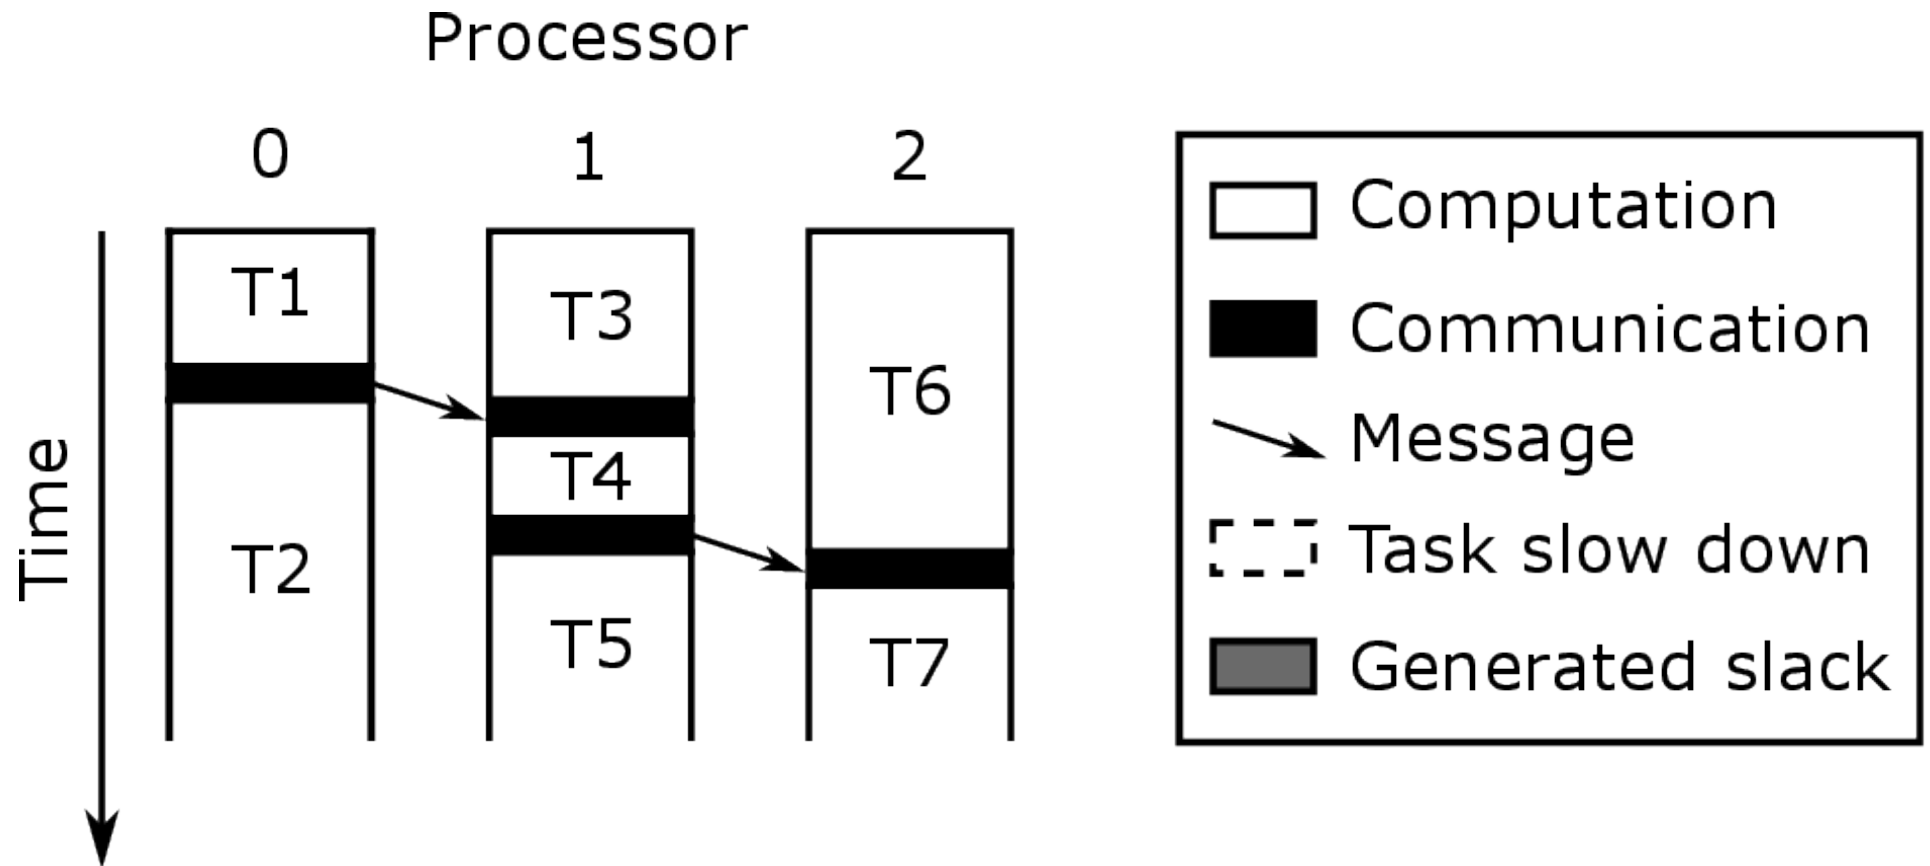 Processor
0 1 2
Time
T1
T2
T3
T4
T5
T6
T7
Computation
Communication
Message
Task slow down
Generated slack